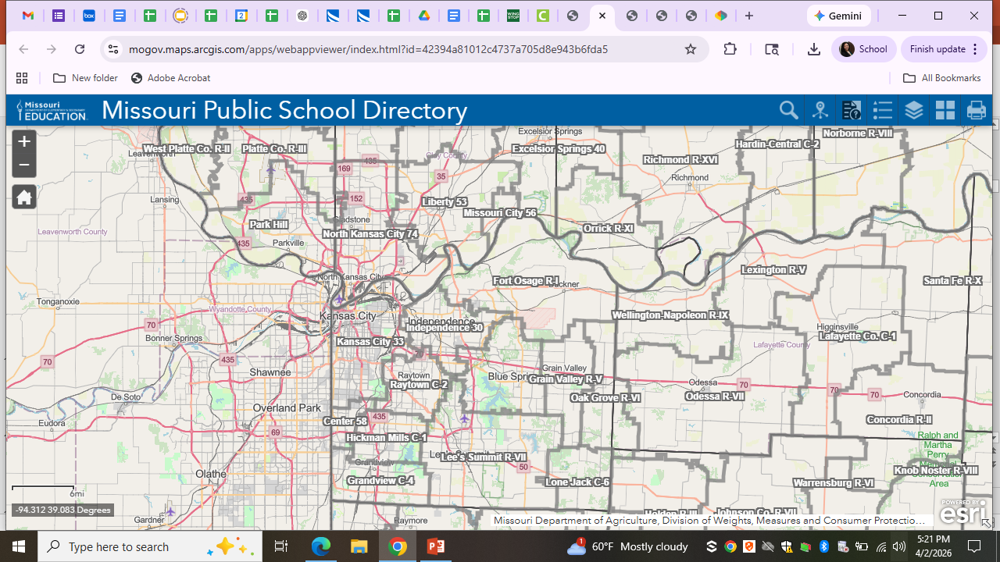 Gemini
mogov.maps.arcgis.com/apps/webappviewer/index.html?id=42394a81012c4737a705d8e943b6fda5
School
Finish update
New folder
Adobe Acrobat
All Bookmarks
Missouri
EDUCATION
Missouri Public School Directory
Excelsior Springs
Norborne R-VIII
West Platte Co. R-II
Platte Co. R-III
Excelsior Springs 40
Hardin-Central C-2
Leavenworth
Clay County
435
Richmond R-XVI
169
35
Richmond
Lansing
435
152
Liberty 53
Missouri City 56
Gladstone
Park Hill
Orrick R-XI
Leavenworth County
North Kansas City 74
435
Parkville
Lexington R-V
North Kansas City
Fort Osage R-I
Buckner
Santa Fe R-X
Tonganoxie
Wyandotte County
Kansas City
Wellington-Napoleon R-IX
70
Independence
Independence 30
Higginsville
Lafayette Co. C-1
Bonner Springs
Kansas City 33
Lafayette County
70
435
70
Grain Valley
Shawnee
Raytown
Blue Spri
Grain Valley R-V
Raytown C-2
Odessa
70
70
70
De Soto
Oak Grove R-VI
Odessa R-VII
Concordia
Overland Park
Eudora
435
Center 58
Concordia R-II
69
Hickman Mills C-1
Ralph and
Martha
Perry
Lee's Summit R-VII
Grandview
50
Olathe
Knob Noster R-VIII
Grandview C-4
Lone Jack C-6
Warrensburg R-VI
Area
6mi
-94.312 39.083 Degrees
Gardner
Raymore
Missouri Department of Agriculture, Division of Weights, Measures and Consumer Protectio...
POWERED BY
esri
Type here to search
1
60°F Mostly cloudy
5:21 PM
4/2/2026